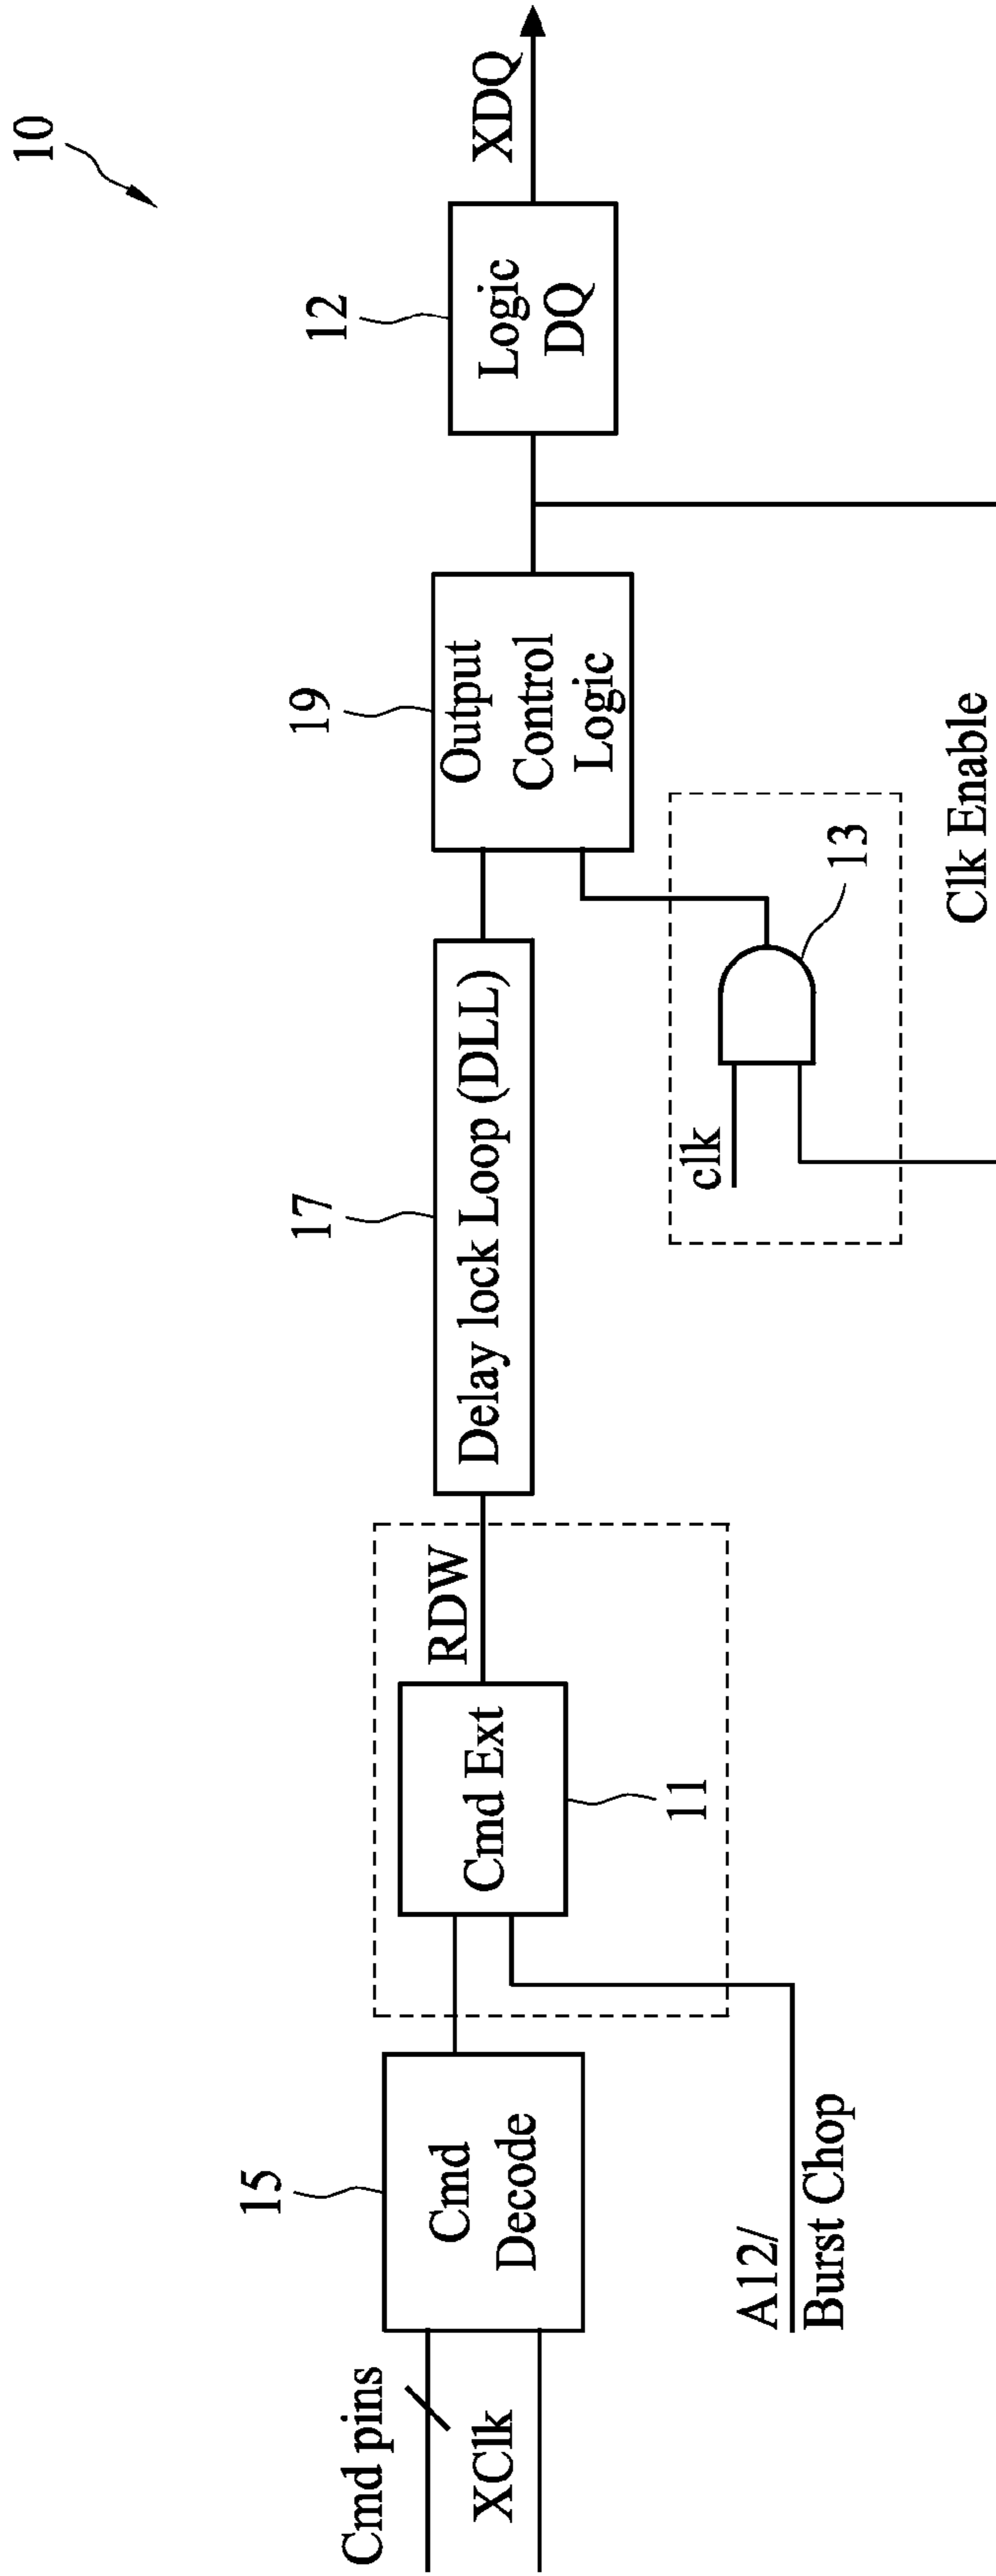 10
Cmd pins
XClk
15
Cmd
Decode
A12/
Burst Chop
Cmd Ext
11
RDW
17
Delay lock Loop (DLL)
clk
13
19
Output
Control
Logic
Clk Enable
12
Logic
DQ
XDQ